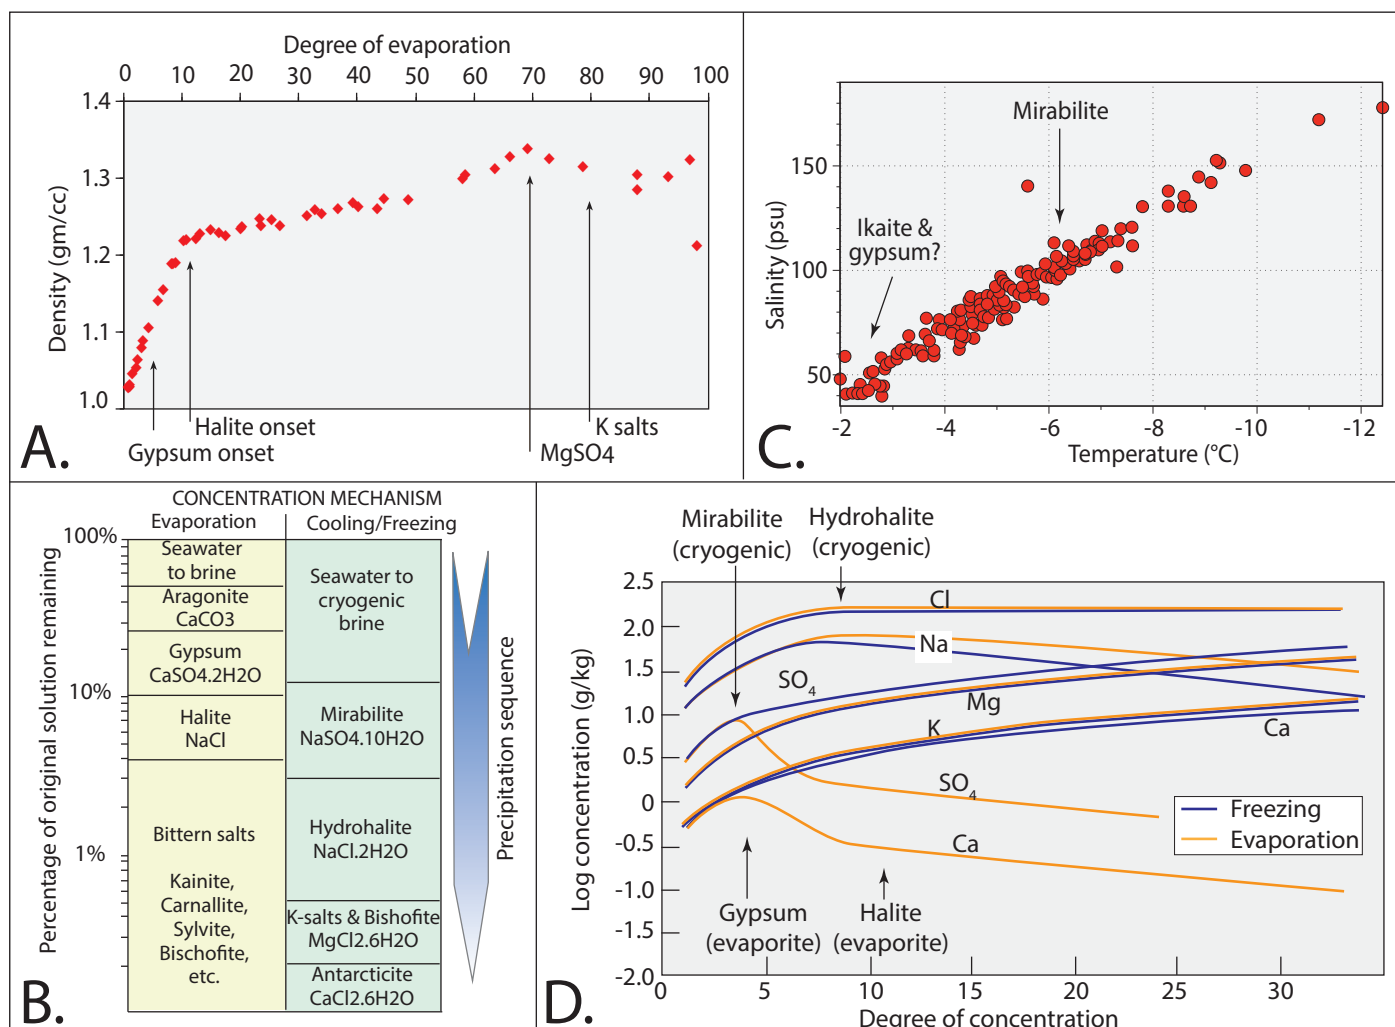 Degree of evaporation
0 10 20 30 40 50 60 70 80 90 100
1.4
1.3
1.2
1.1
1.0
Density (gm/cc)
Halite onset
Gypsum onset
K salts
MgSO4
A.
Mirabilite
Ikaite &
gypsum?
150
100
50
Salinity (psu)
-2 -4 -6 -8 -10 -12
Temperature (°C)
C.
CONCENTRATION MECHANISM
Evaporation
Cooling/Freezing
100%
10%
1%
Percentage of original solution remaining
Seawater
to brine
Aragonite
CaCO3
Gypsum
CaSO4.2H2O
Halite
NaCl
Bittern salts
Kainite,
Carnallite,
Sylvite,
Bischofite,
etc.
Seawater to
cryogenic
brine
Mirabilite
NaSO4.10H2O
Hydrohalite
NaCl.2H2O
K-salts & Bishofite
MgCl2.6H2O
Antarcticite
CaCl2.6H2O
Precipitation sequence
B.
Mirabilite
(cryogenic)
Hydrohalite
(cryogenic)
2.5
2.0
1.5
1.0
0.5
0
-0.5
-1.0
-1.5
-2.0
Log concentration (g/kg)
Cl
Na
SO4
Mg
K
Ca
SO4
Ca
Freezing
Evaporation
Gypsum
(evaporite)
Halite
(evaporite)
0 5 10 15 20 25 30
Degree of concentration
D.